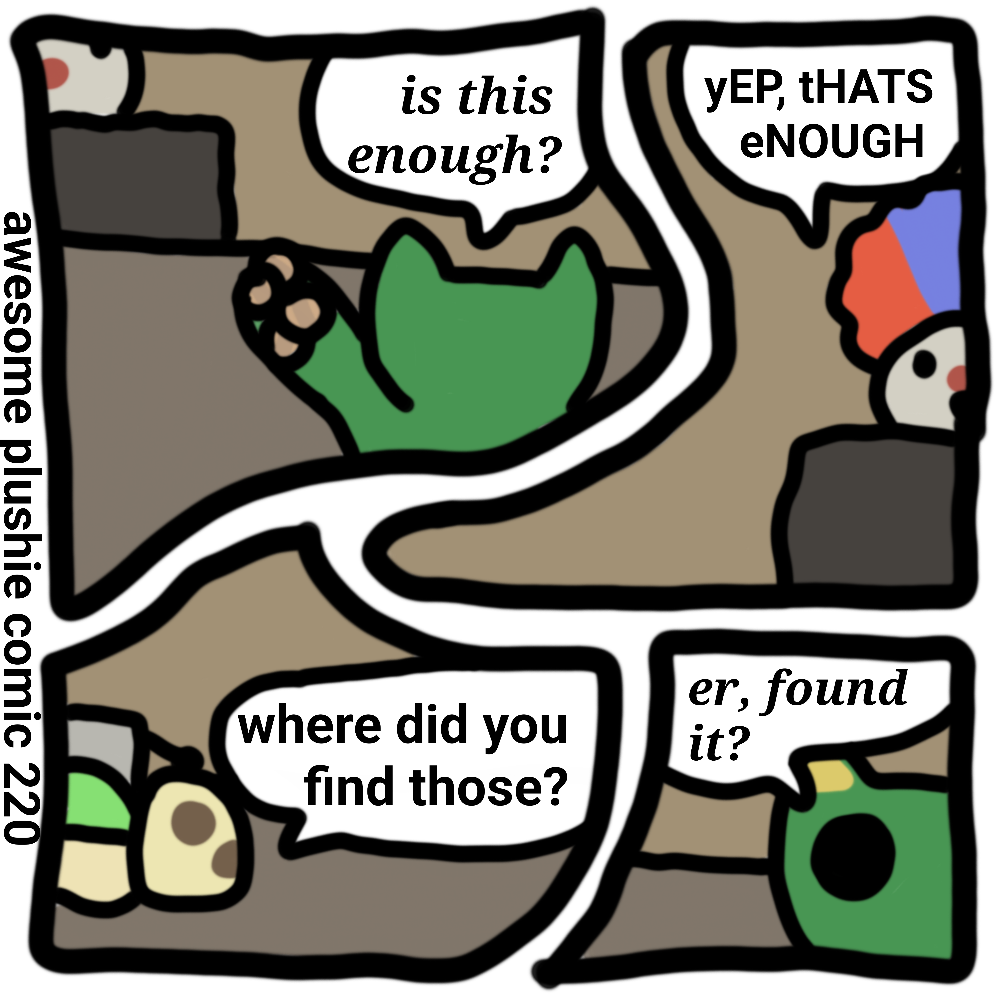 is this
enough?
yEP, tHATS
eNOUGH
where did you
find those?
er, found
it?
awesome plushie comic 220